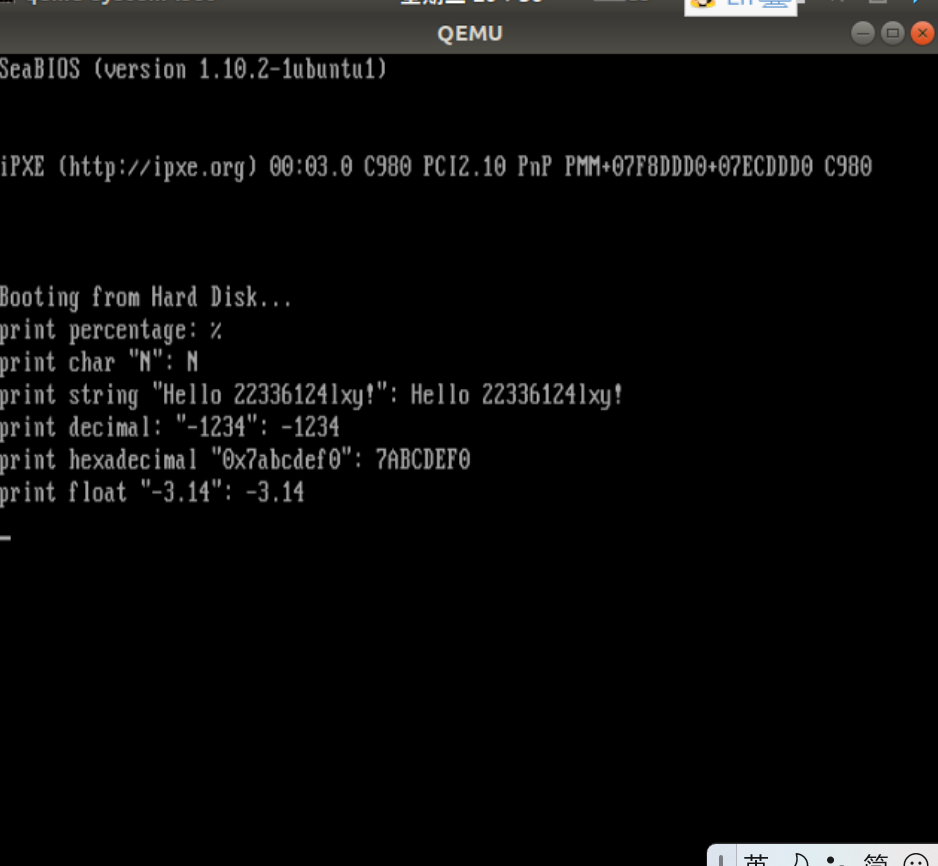 QEMU
SeaBIOS (version 1.10.2-1ubuntu1)
iPXE (http://ipxe.org) 00:03.0 C980 PCI2.10 PnP PMM+07F8DDD0+07ECDDD0 C980
Booting from Hard Disk...
print percentage: %
print char "N": N
print string "Hello 22336124lxy!": Hello 22336124lxy!
print decimal: "-1234": -1234
print hexadecimal "0x7abcdef0": 7ABCDEF0
print float "-3.14": -3.14
英 简